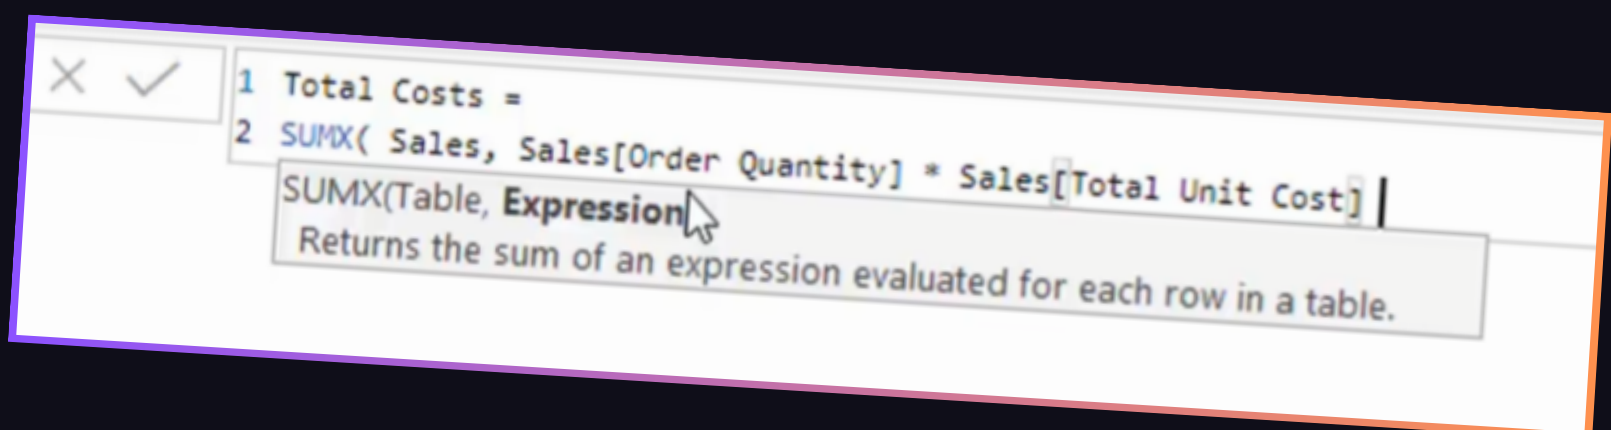 1 Total Costs =
2 SUMX( Sales, Sales[Order Quantity] * Sales[Total Unit Cost]
SUMX(Table, Expression
Returns the sum of an expression evaluated for each row in a table.